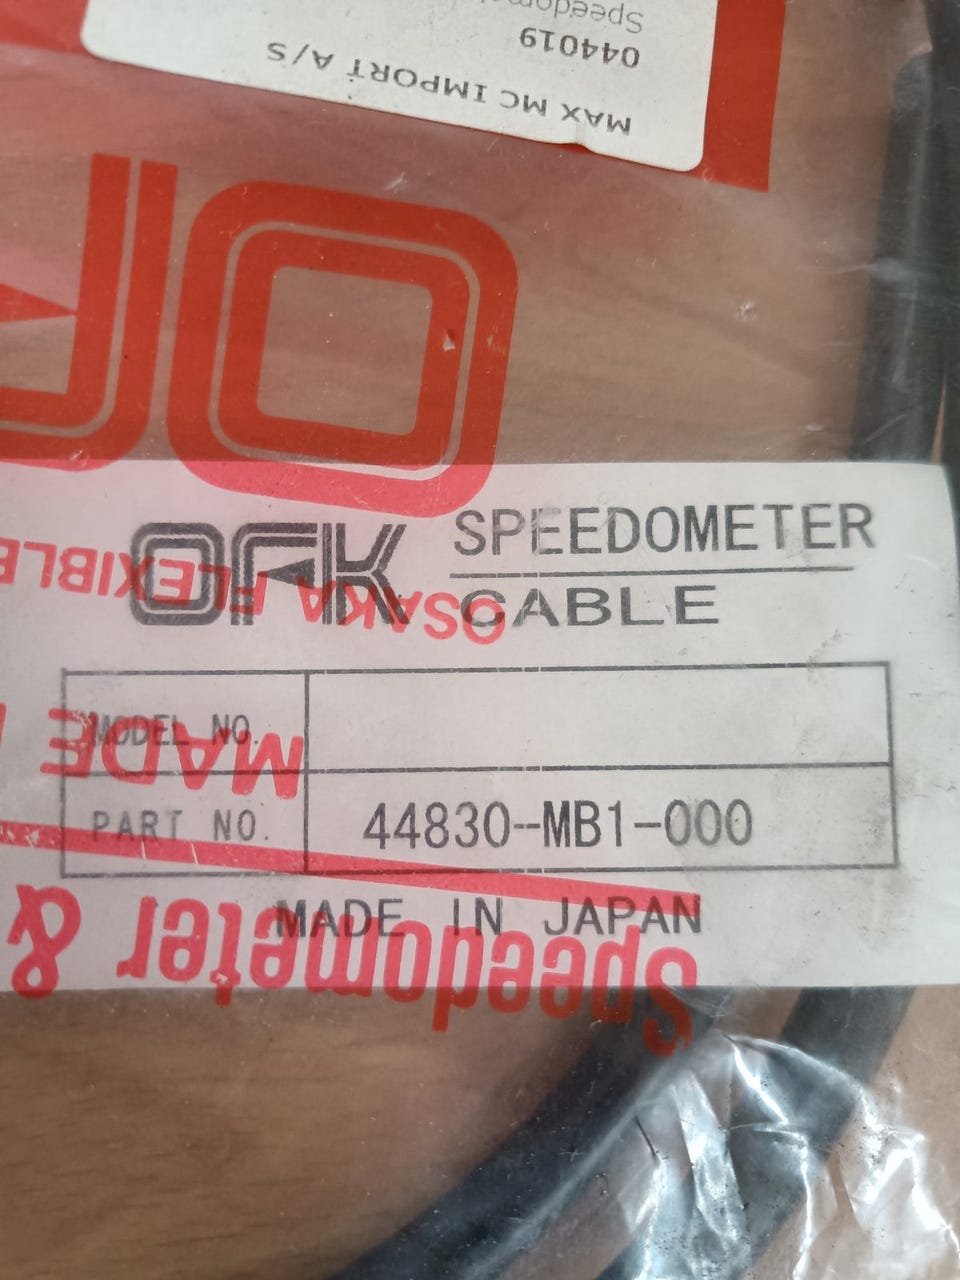 MAX MC IMPORT A/S
044019
OFK
SPEEDOMETER
CABLE
MODEL NO.
PART NO. 44830-MB1-000
MADE IN JAPAN
OSAKA FLEXIBLE
MADE
Speedometer &